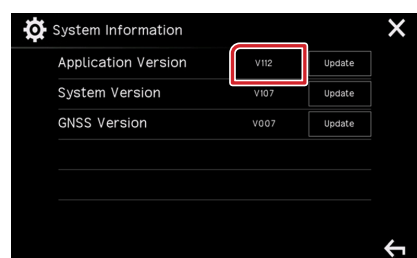 System Information
Application Version V112 Update
System Version V107 Update
GNSS Version V007 Update